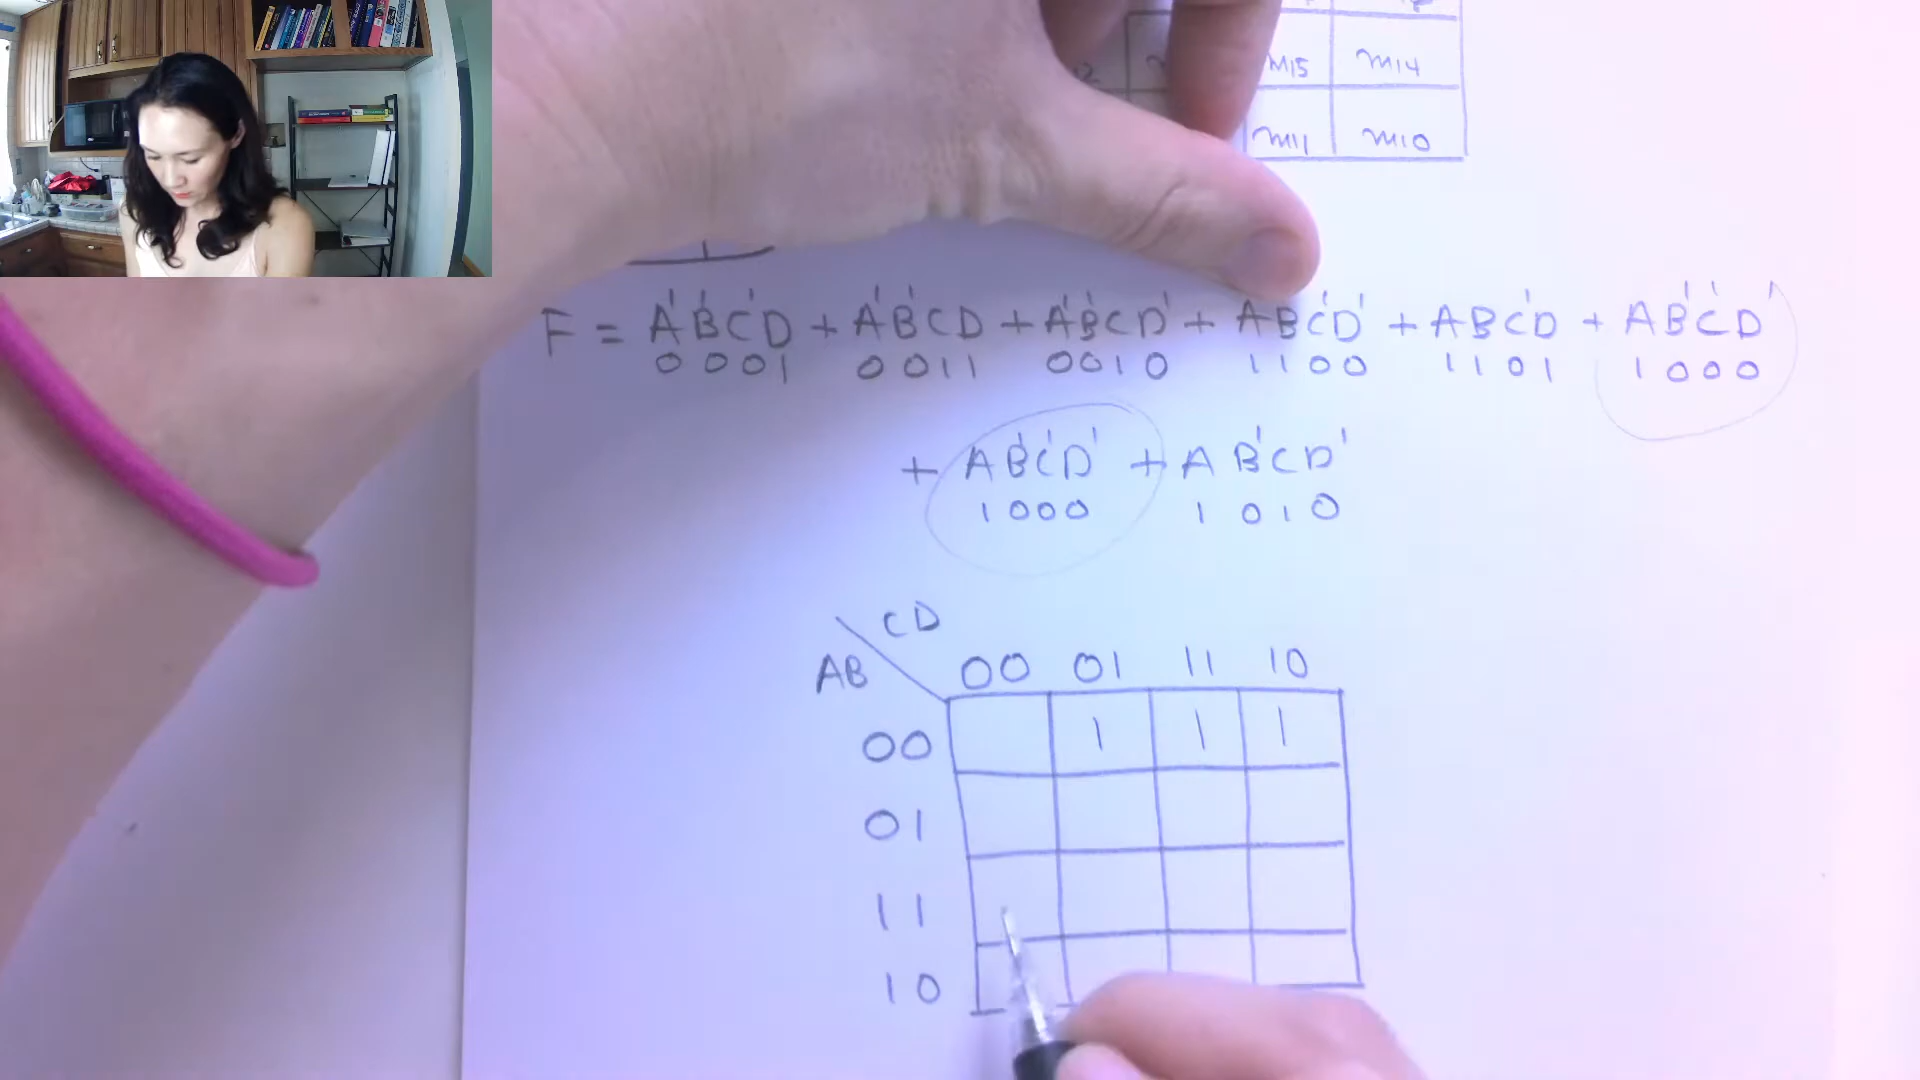 m15 m14
m11 m10
F = A'B'C'D + A'B'CD + A'B'CD' + ABC'D' + ABC'D + AB'C'D'
0001 0011 0010 1100 1101 1000
+ AB'C'D' + AB'CD'
1000 1010
CD
AB 00 01 11 10
00 1 1 1
01
11
10